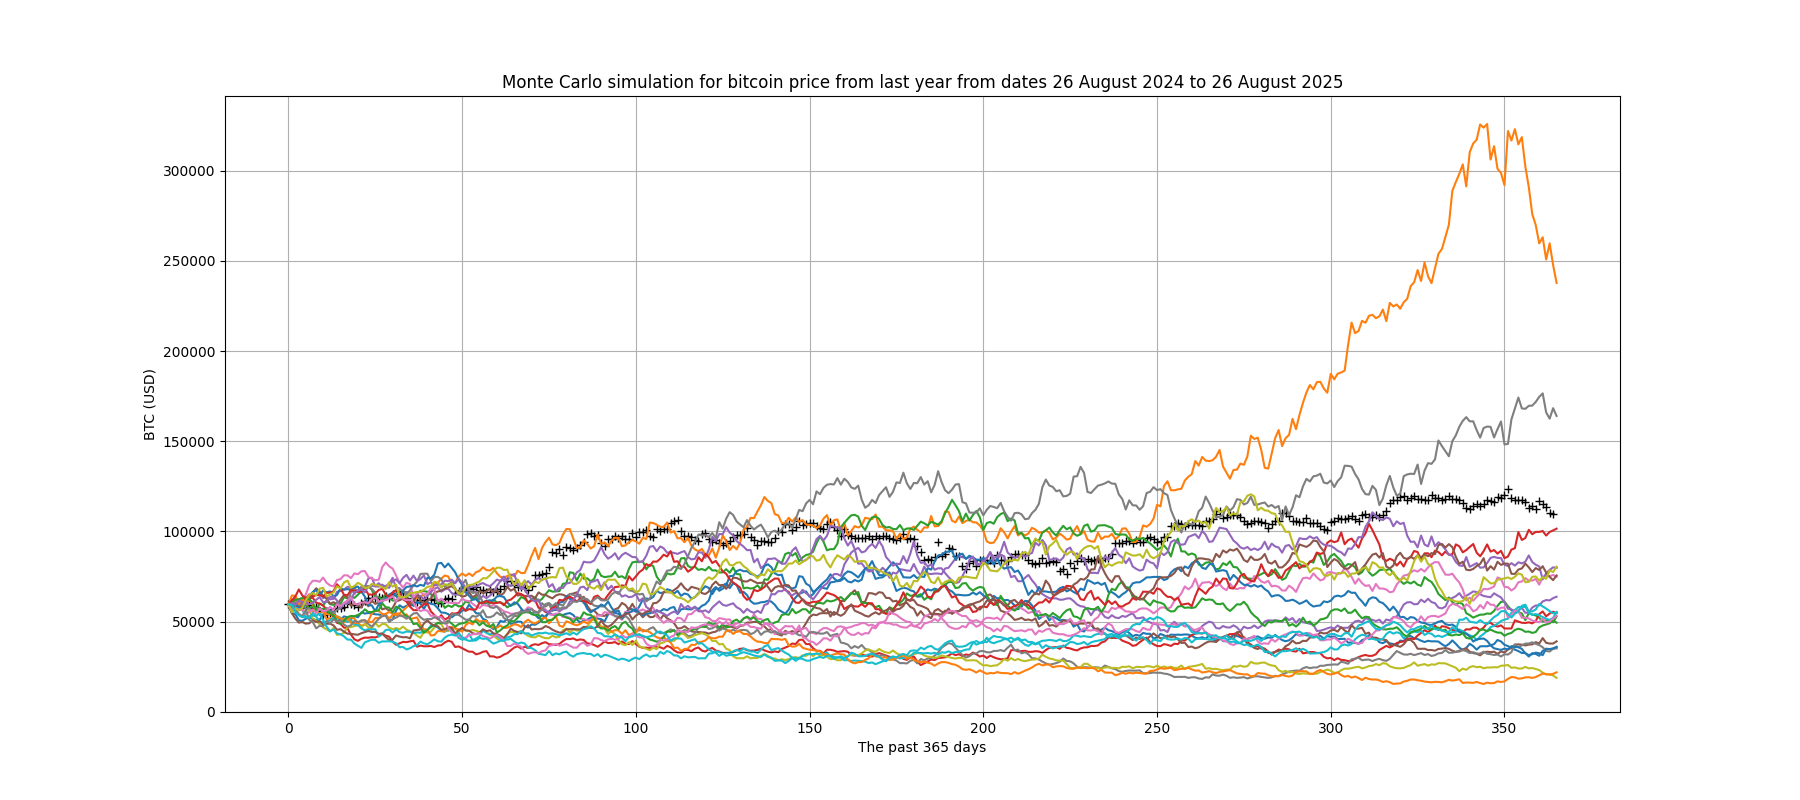 Monte Carlo simulation for bitcoin price from last year from dates 26 August 2024 to 26 August 2025
300000
250000
200000
150000
100000
50000
0
BTC (USD)
0 50 100 150 200 250 300 350
The past 365 days